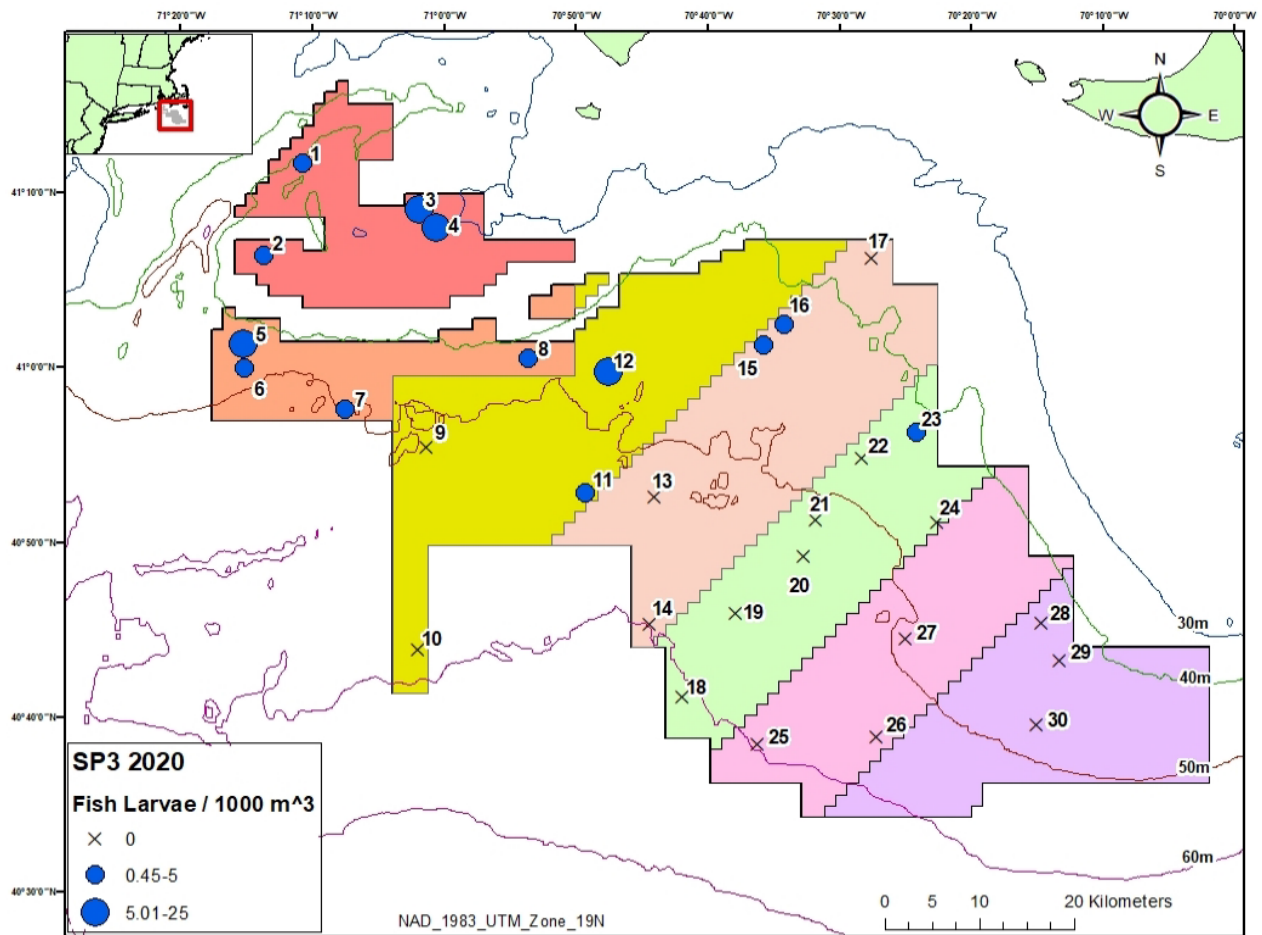 71°20'0"W 71°10'0"W 71°0'0"W 70°50'0"W 70°40'0"W 70°30'0"W 70°20'0"W 70°10'0"W 70°0'0"W
N
W E
S
1
41°10'0"N
3
4
2
17
16
5
8
12
15
41°0'0"N
6
7
23
9
22
11
13
21
24
40°50'0"N
20
19
14
28
30m
27
10
29
40m
18
30
26
40°40'0"N
25
50m
SP3 2020
Fish Larvae / 1000 m^3
0
0.45-5
5.01-25
60m
40°30'0"N
0 5 10 20 Kilometers
NAD_1983_UTM_Zone_19N